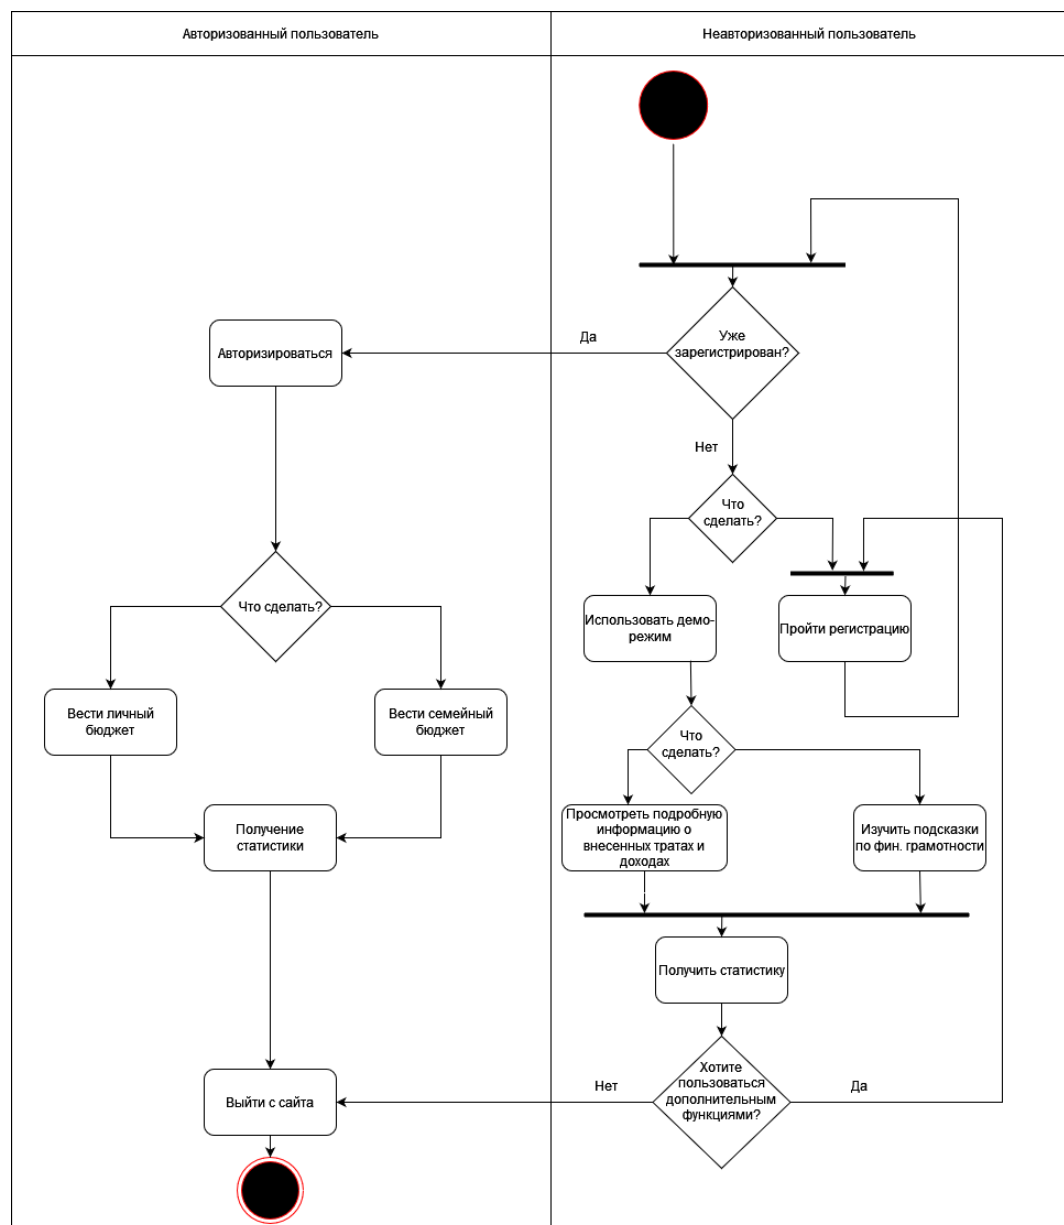 Авторизованный пользователь
Неавторизованный пользователь
Уже
зарегистрирован?
Да
Авторизироваться
Нет
Что
сделать?
Что сделать?
Использовать демо-
режим
Пройти регистрацию
Вести личный
бюджет
Вести семейный
бюджет
Что
сделать?
Получение
статистики
Просмотреть подробную
информацию о
внесенных тратах и
доходах
Изучить подсказки
по фин. грамотности
Получить статистику
Хотите
пользоваться
дополнительным
функциями?
Нет
Да
Выйти с сайта